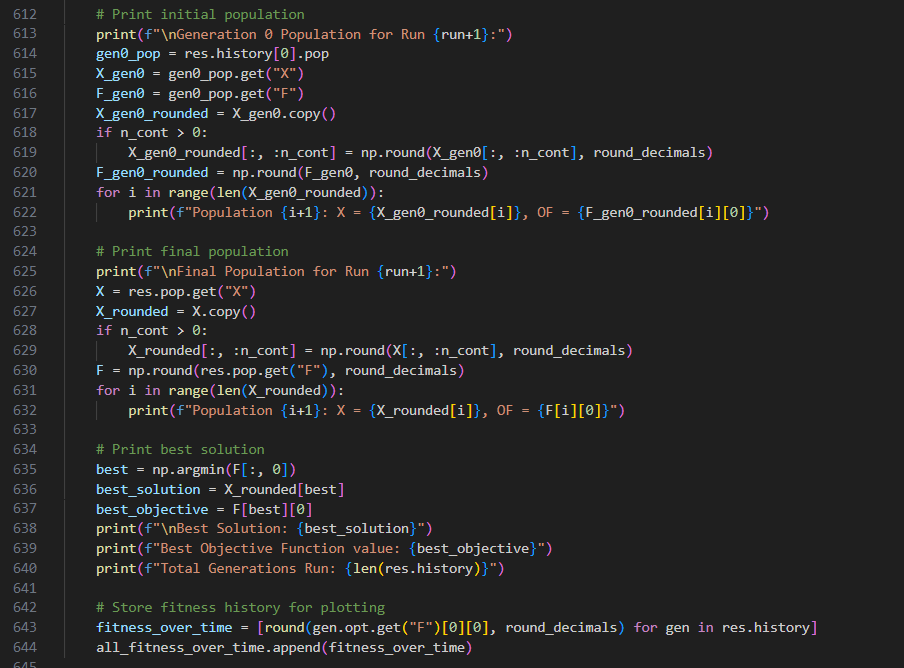 612 # Print initial population
613 print(f"\nGeneration 0 Population for Run {run+1}:")
614 gen0_pop = res.history[0].pop
615 X_gen0 = gen0_pop.get("X")
616 F_gen0 = gen0_pop.get("F")
617 X_gen0_rounded = X_gen0.copy()
618 if n_cont > 0:
619     X_gen0_rounded[:, :n_cont] = np.round(X_gen0[:, :n_cont], round_decimals)
620 F_gen0_rounded = np.round(F_gen0, round_decimals)
621 for i in range(len(X_gen0_rounded)):
622     print(f"Population {i+1}: X = {X_gen0_rounded[i]}, OF = {F_gen0_rounded[i][0]}")
623
624 # Print final population
625 print(f"\nFinal Population for Run {run+1}:")
626 X = res.pop.get("X")
627 X_rounded = X.copy()
628 if n_cont > 0:
629     X_rounded[:, :n_cont] = np.round(X[:, :n_cont], round_decimals)
630 F = np.round(res.pop.get("F"), round_decimals)
631 for i in range(len(X_rounded)):
632     print(f"Population {i+1}: X = {X_rounded[i]}, OF = {F[i][0]}")
633
634 # Print best solution
635 best = np.argmin(F[:, 0])
636 best_solution = X_rounded[best]
637 best_objective = F[best][0]
638 print(f"\nBest Solution: {best_solution}")
639 print(f"Best Objective Function value: {best_objective}")
640 print(f"Total Generations Run: {len(res.history)}")
641
642 # Store fitness history for plotting
643 fitness_over_time = [round(gen.opt.get("F")[0][0], round_decimals) for gen in res.history]
644 all_fitness_over_time.append(fitness_over_time)
645